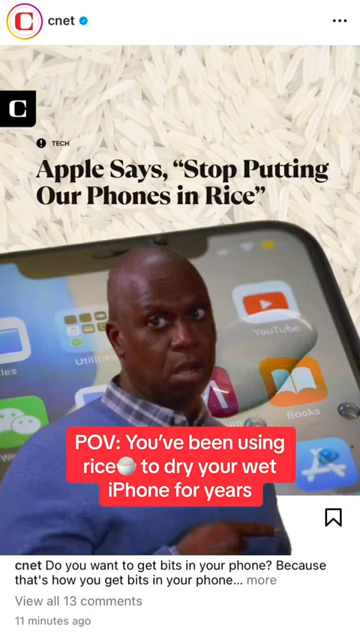 cnet
C
TECH
Apple Says, “Stop Putting
Our Phones in Rice”
YouTube
Utilities
Books
POV: You’ve been using
rice🍚 to dry your wet
iPhone for years
cnet Do you want to get bits in your phone? Because
that's how you get bits in your phone... more
View all 13 comments
11 minutes ago